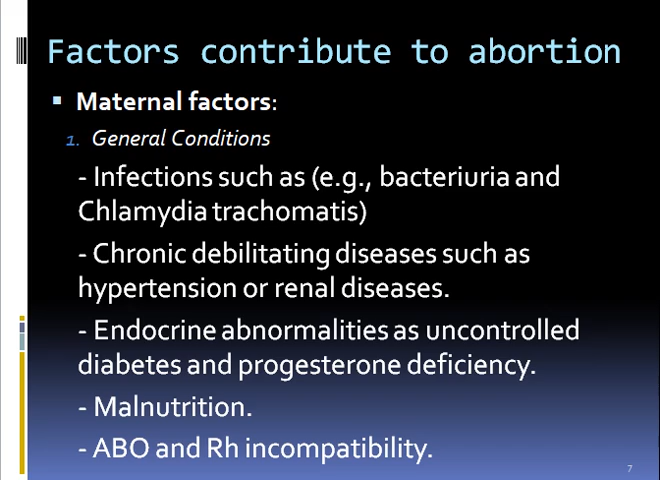 Factors contribute to abortion
▪ Maternal factors:
1. General Conditions
- Infections such as (e.g., bacteriuria and
Chlamydia trachomatis)
- Chronic debilitating diseases such as
hypertension or renal diseases.
- Endocrine abnormalities as uncontrolled
diabetes and progesterone deficiency.
- Malnutrition.
- ABO and Rh incompatibility.
7